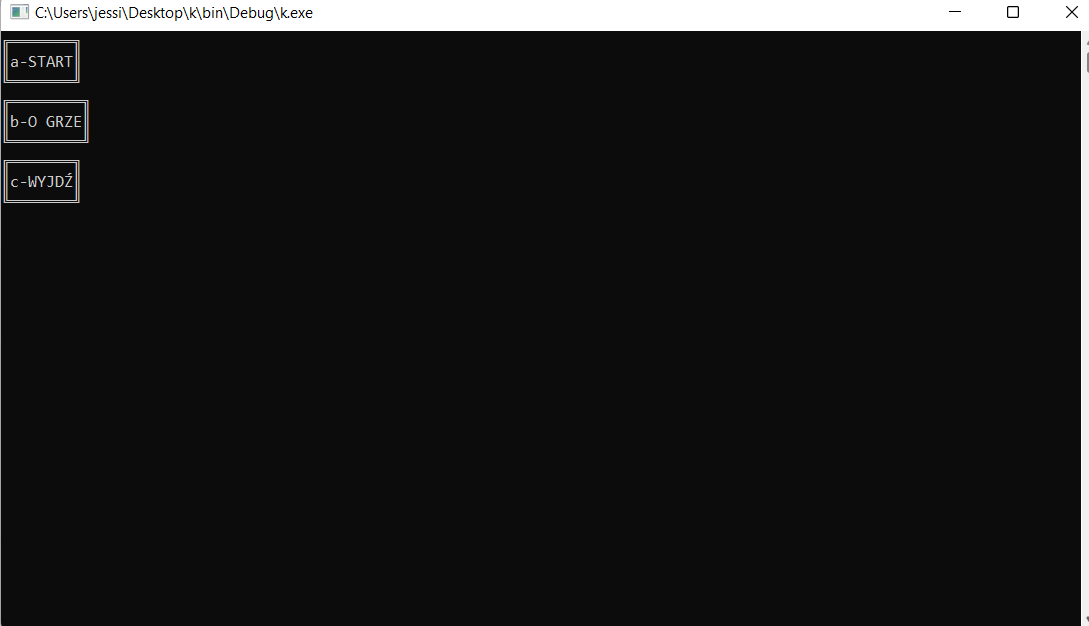 C:\Users\jessi\Desktop\k\bin\Debug\k.exe
a-START
b-O GRZE
c-WYJDŹ